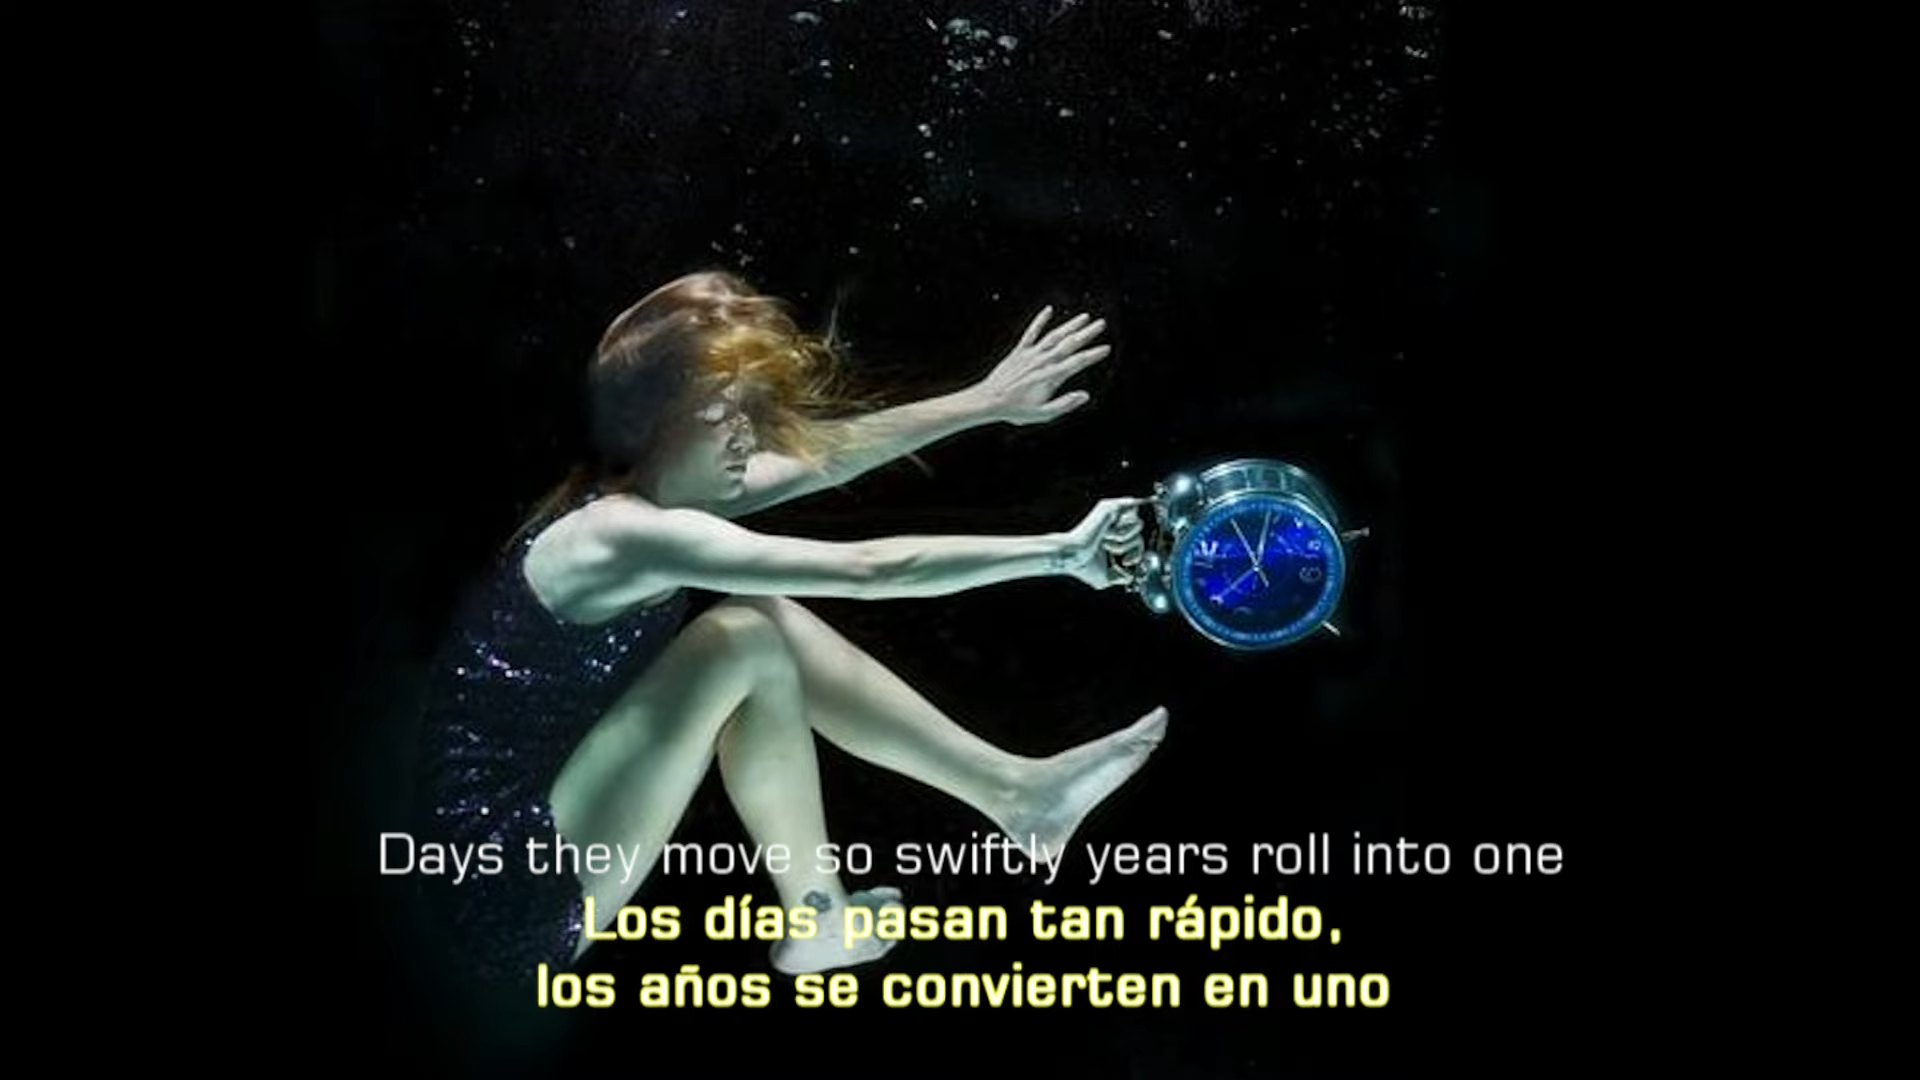 Days they move so swiftly years roll into one
Los días pasan tan rápido,
los años se convierten en uno